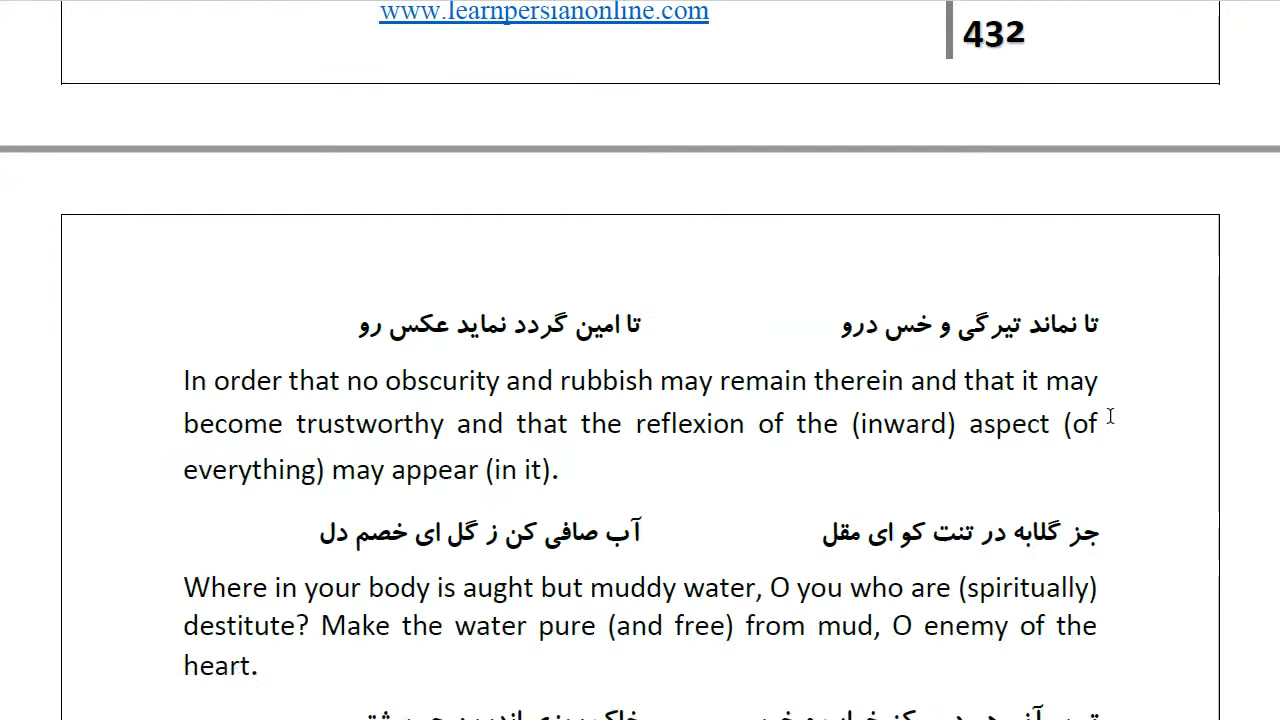 www.learnpersianonline.com
432
تا نماند تیرگی و خس درو تا امین گردد نماید عکس رو
In order that no obscurity and rubbish may remain therein and that it may
become trustworthy and that the reflexion of the (inward) aspect (of
everything) may appear (in it).
جز گلابه در تنت کو ای مقل آب صافی کن ز گل ای خصم دل
Where in your body is aught but muddy water, O you who are (spiritually)
destitute? Make the water pure (and free) from mud, O enemy of the
heart.